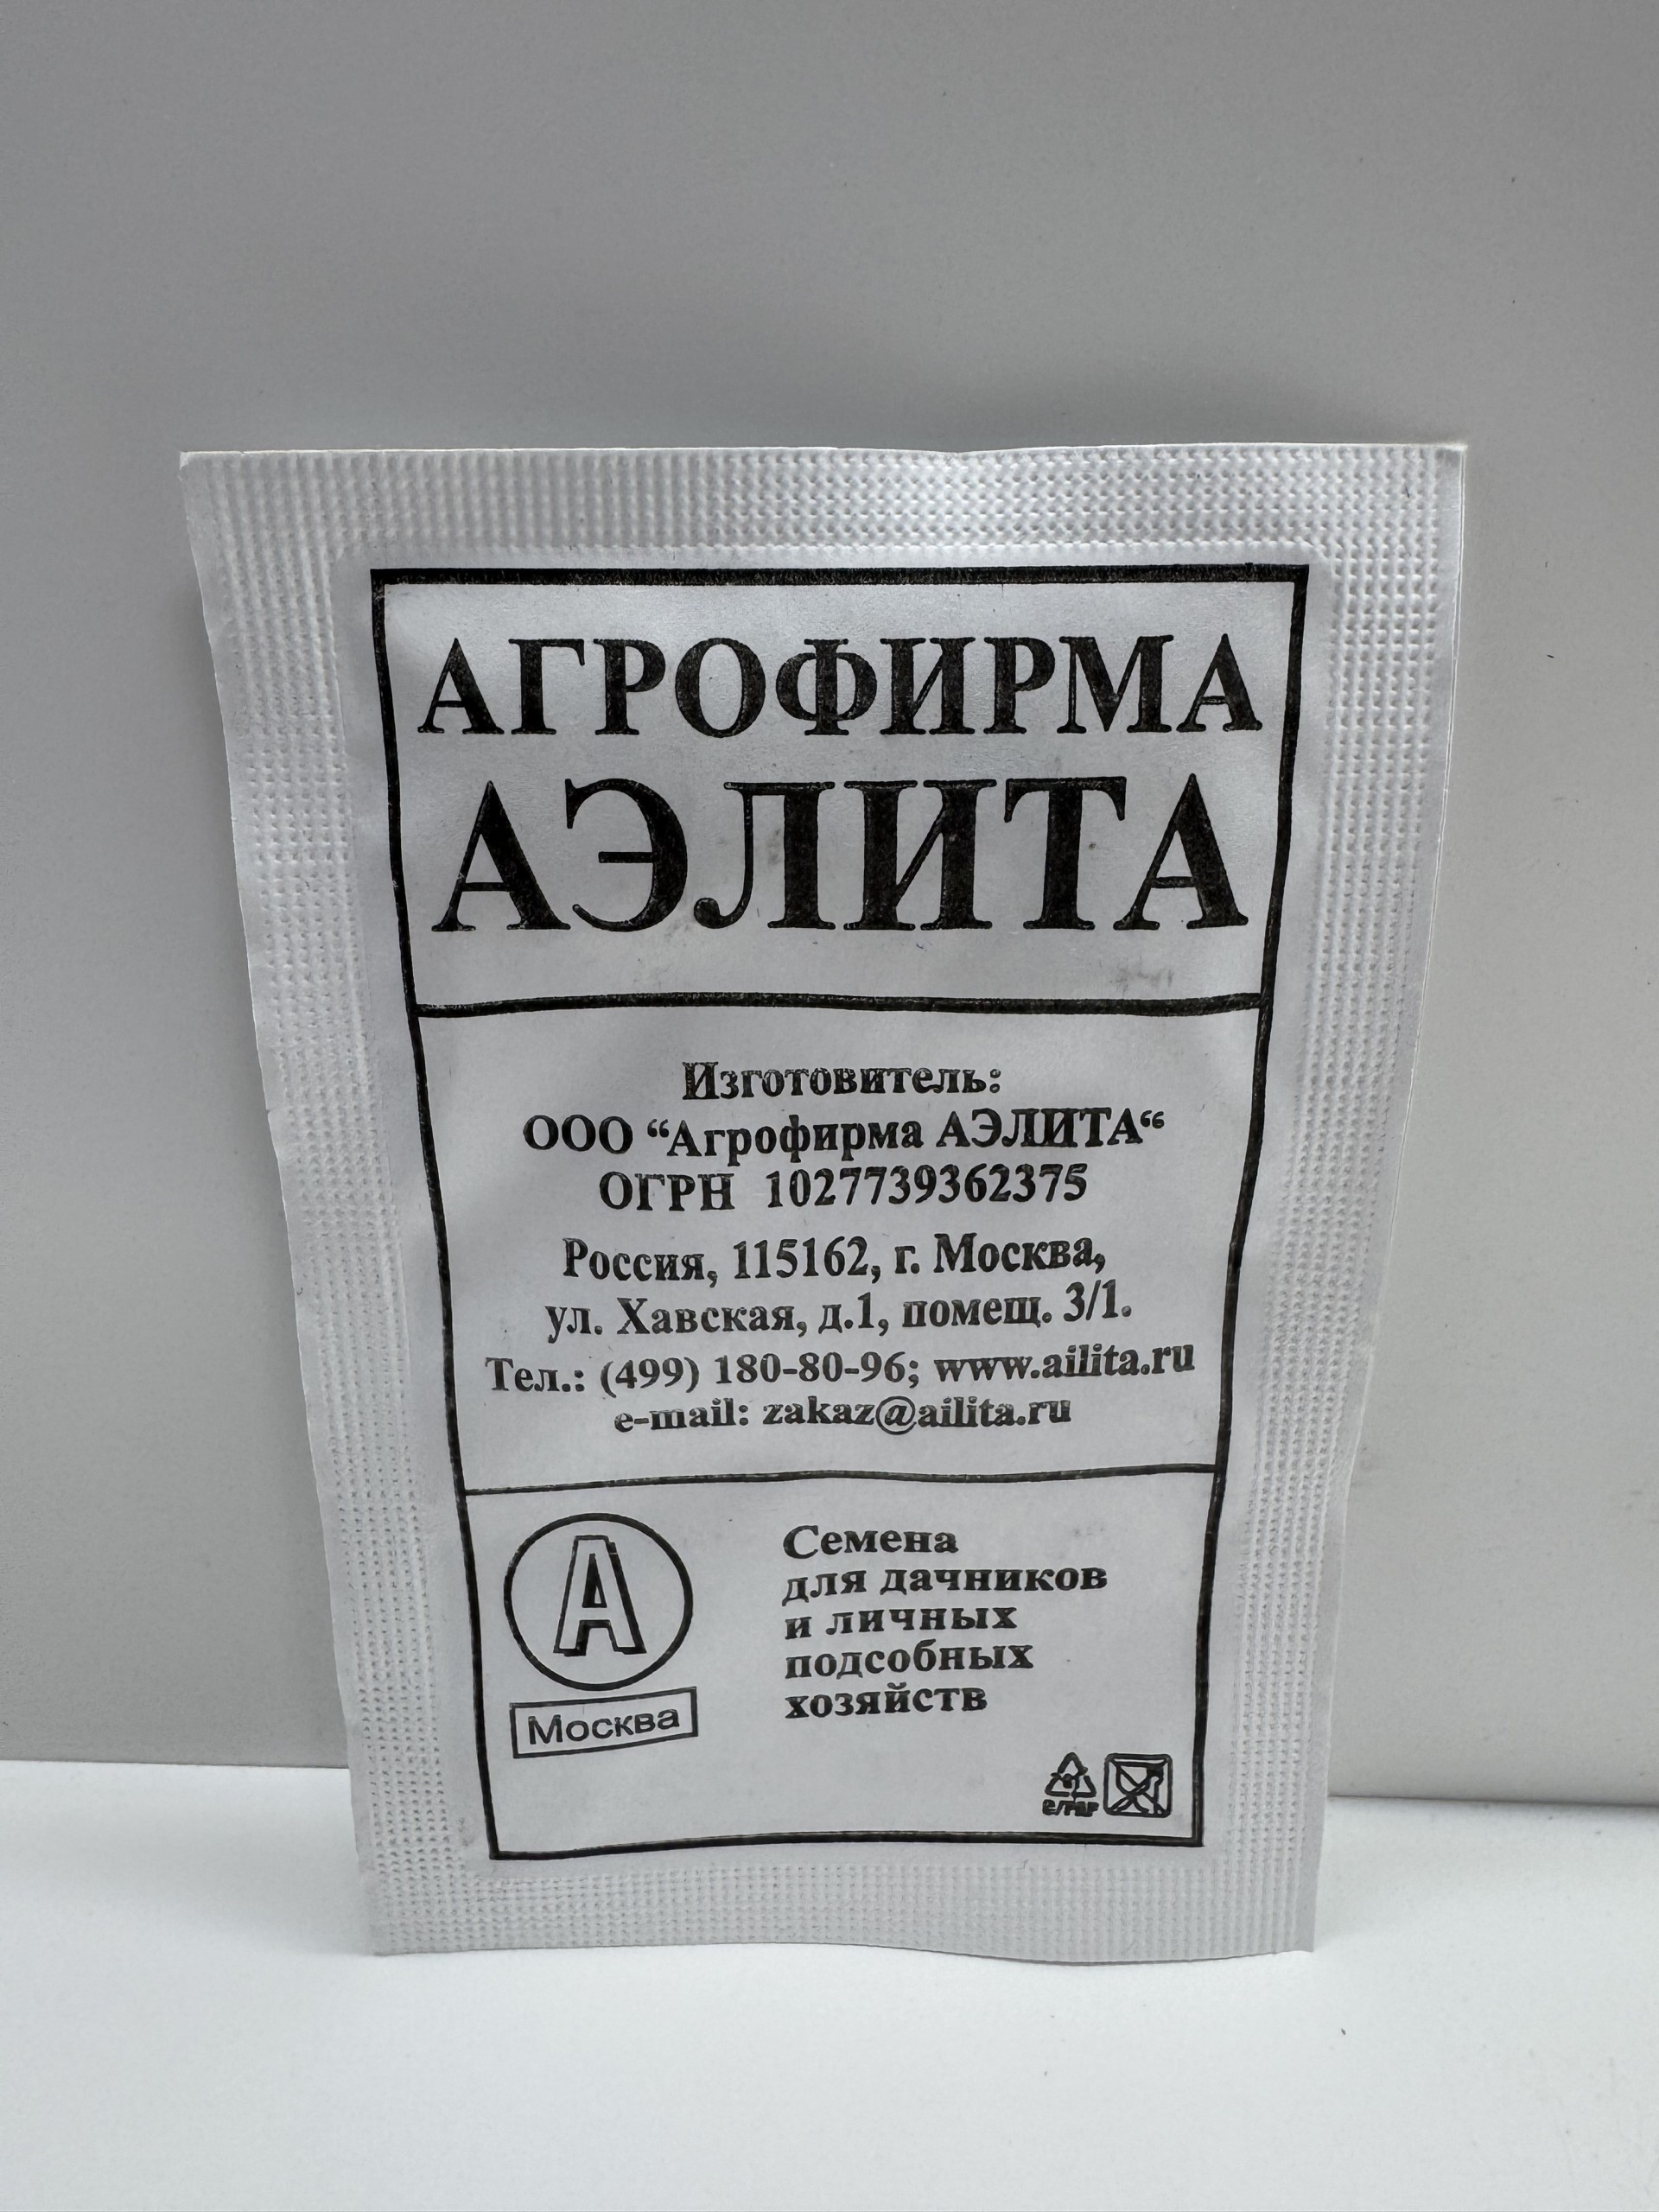 АГРОФИРМА
АЭЛИТА
Изготовитель:
ООО “Агрофирма АЭЛИТА“
ОГРН 1027739362375
Россия, 115162, г. Москва,
ул. Хавская, д.1, помещ. 3/1.
Тел.: (499) 180-80-96; www.ailita.ru
e-mail: zakaz@ailita.ru
А
Москва
Семена
для дачников
и личных
подсобных
хозяйств